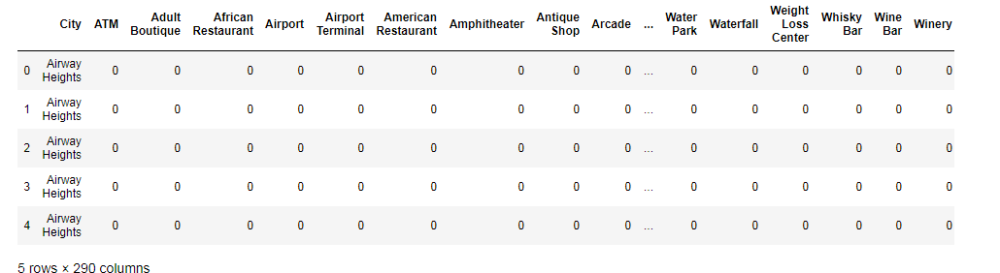 City ATM Adult Boutique African Restaurant Airport Airport Terminal American Restaurant Amphitheater Antique Shop Arcade ... Water Park Waterfall Weight Loss Center Whisky Bar Wine Bar Winery
0 Airway Heights 0 0 0 0 0 0 0 0 0 ... 0 0 0 0 0 0
1 Airway Heights 0 0 0 0 0 0 0 0 0 ... 0 0 0 0 0 0
2 Airway Heights 0 0 0 0 0 0 0 0 0 ... 0 0 0 0 0 0
3 Airway Heights 0 0 0 0 0 0 0 0 0 ... 0 0 0 0 0 0
4 Airway Heights 0 0 0 0 0 0 0 0 0 ... 0 0 0 0 0 0
5 rows × 290 columns